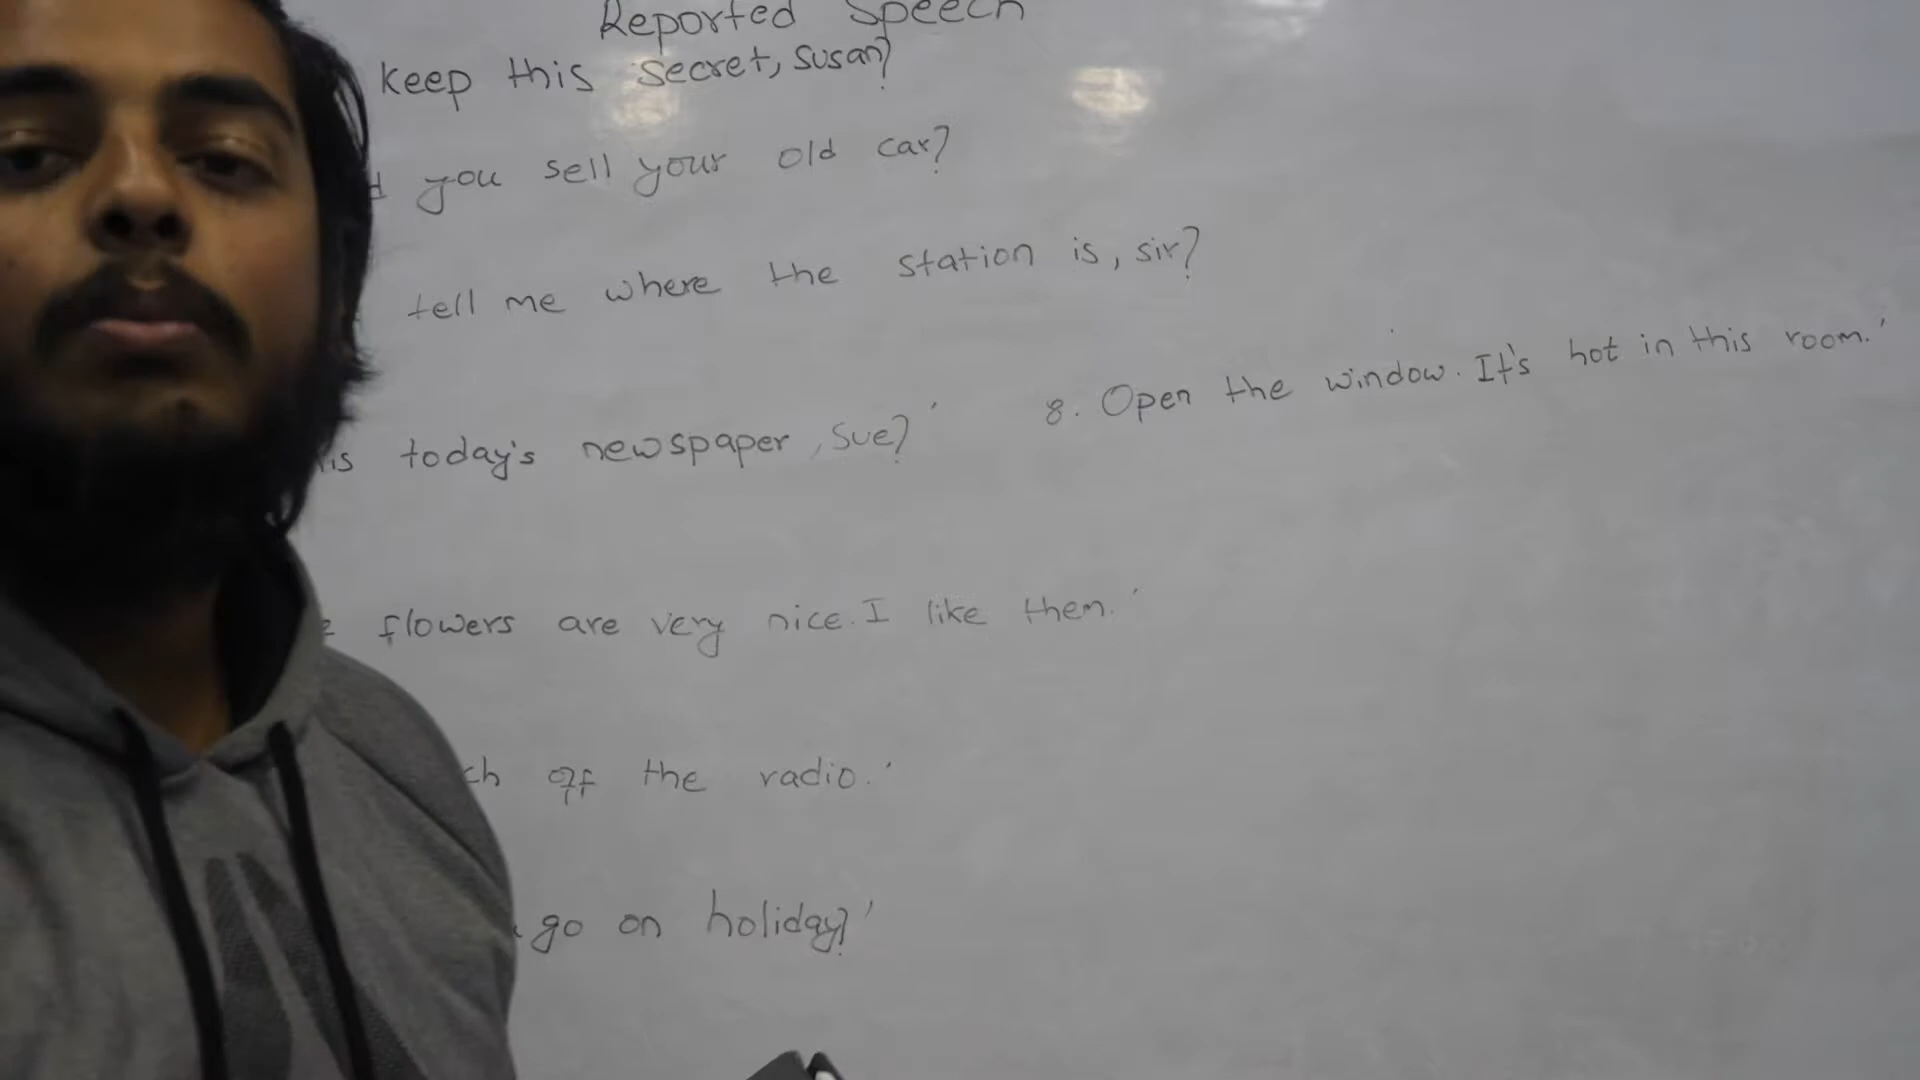 Reported Speech
keep this secret, Susan?
you sell your old car?
tell me where the station is, sir?
8. Open the window. It's hot in this room.'
today's newspaper, Sue?'
flowers are very nice. I like them.'
off the radio.'
go on holiday?'